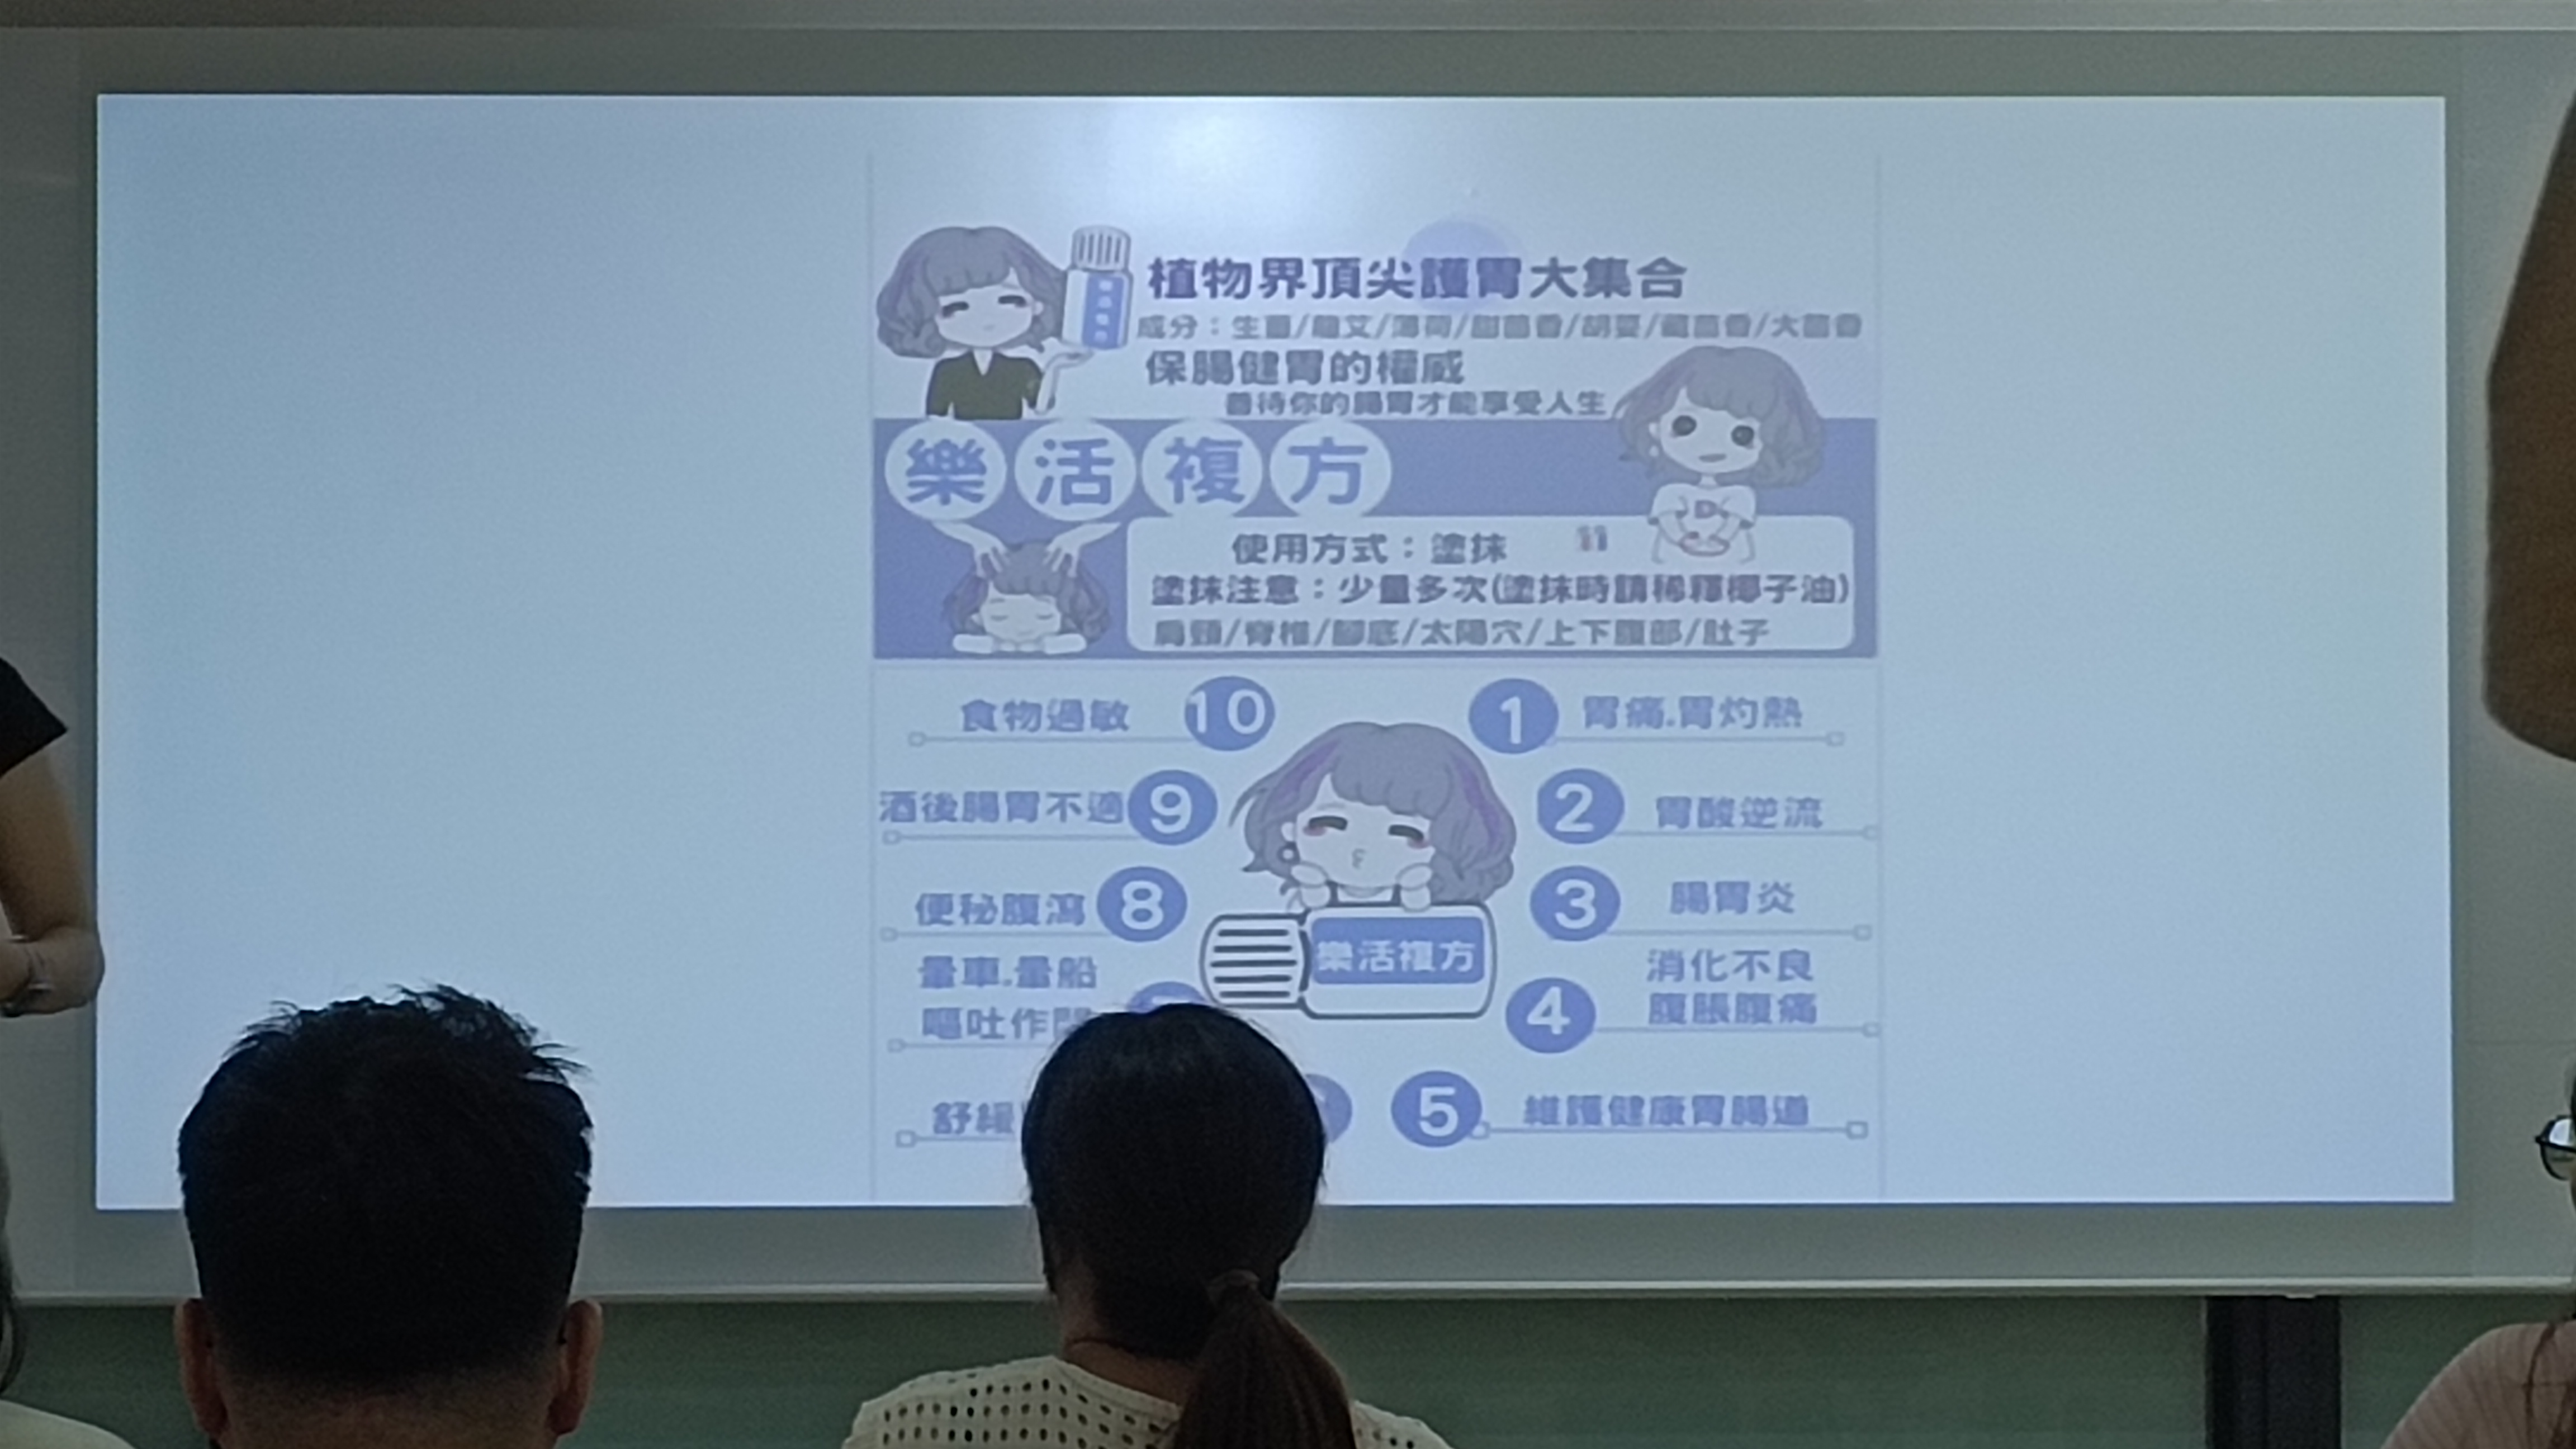 植物界頂尖護胃大集合
成分：生薑/龍艾/薄荷/甜茴香/胡荽/藏茴香/大茴香
保腸健胃的權威
善待你的腸胃才能享受人生
樂活複方
使用方式：塗抹
塗抹注意：少量多次(塗抹時請稀釋椰子油)
肩頸/脊椎/腳底/太陽穴/上下腹部/肚子
10 食物過敏
1 胃痛.胃灼熱
9 酒後腸胃不適
2 胃酸逆流
8 便秘腹瀉
3 腸胃炎
樂活複方
暈車.暈船
嘔吐作
4 消化不良
腹脹腹痛
舒緩
5 維護健康胃腸道